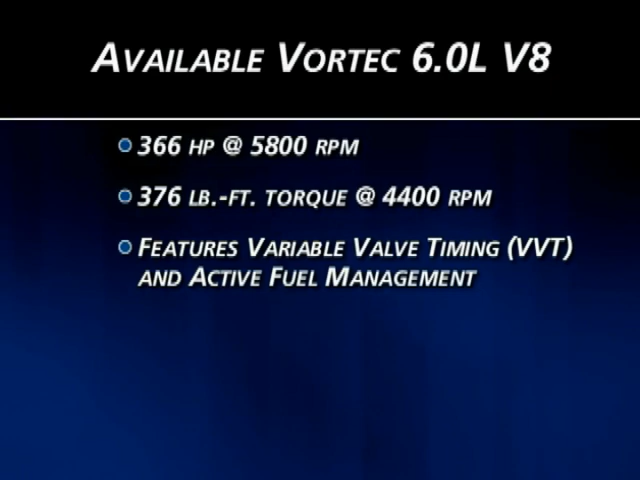 AVAILABLE VORTEC 6.0L V8
366 HP @ 5800 RPM
376 LB.-FT. TORQUE @ 4400 RPM
FEATURES VARIABLE VALVE TIMING (VVT)
AND ACTIVE FUEL MANAGEMENT